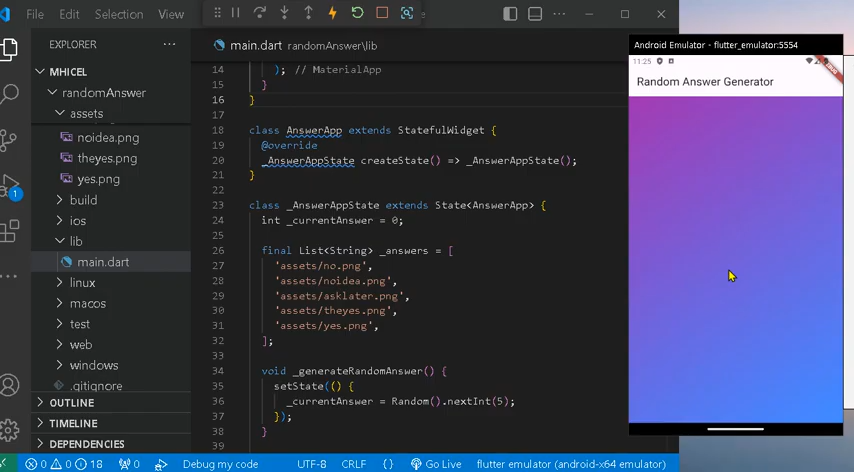 File Edit Selection View
EXPLORER
MHICEL
randomAnswer
assets
noidea.png
theyes.png
yes.png
build
ios
lib
main.dart
linux
macos
test
web
windows
.gitignore
OUTLINE
TIMELINE
DEPENDENCIES
main.dart randomAnswer\lib
14 ); // MaterialApp
15 }
16 }
17
18 class AnswerApp extends StatefulWidget {
19 @override
20 _AnswerAppState createState() => _AnswerAppState();
21 }
22
23 class _AnswerAppState extends State<AnswerApp> {
24 int _currentAnswer = 0;
25
26 final List<String> _answers = [
27 'assets/no.png',
28 'assets/noidea.png',
29 'assets/asklater.png',
30 'assets/theyes.png',
31 'assets/yes.png',
32 ];
33
34 void _generateRandomAnswer() {
35 setState(() {
36 _currentAnswer = Random().nextInt(5);
37 });
38 }
39
Android Emulator - flutter_emulator:5554
11:25
DEBUG
Random Answer Generator
1
0 0 18 0 Debug my code UTF-8 CRLF {} Go Live flutter emulator (android-x64 emulator)